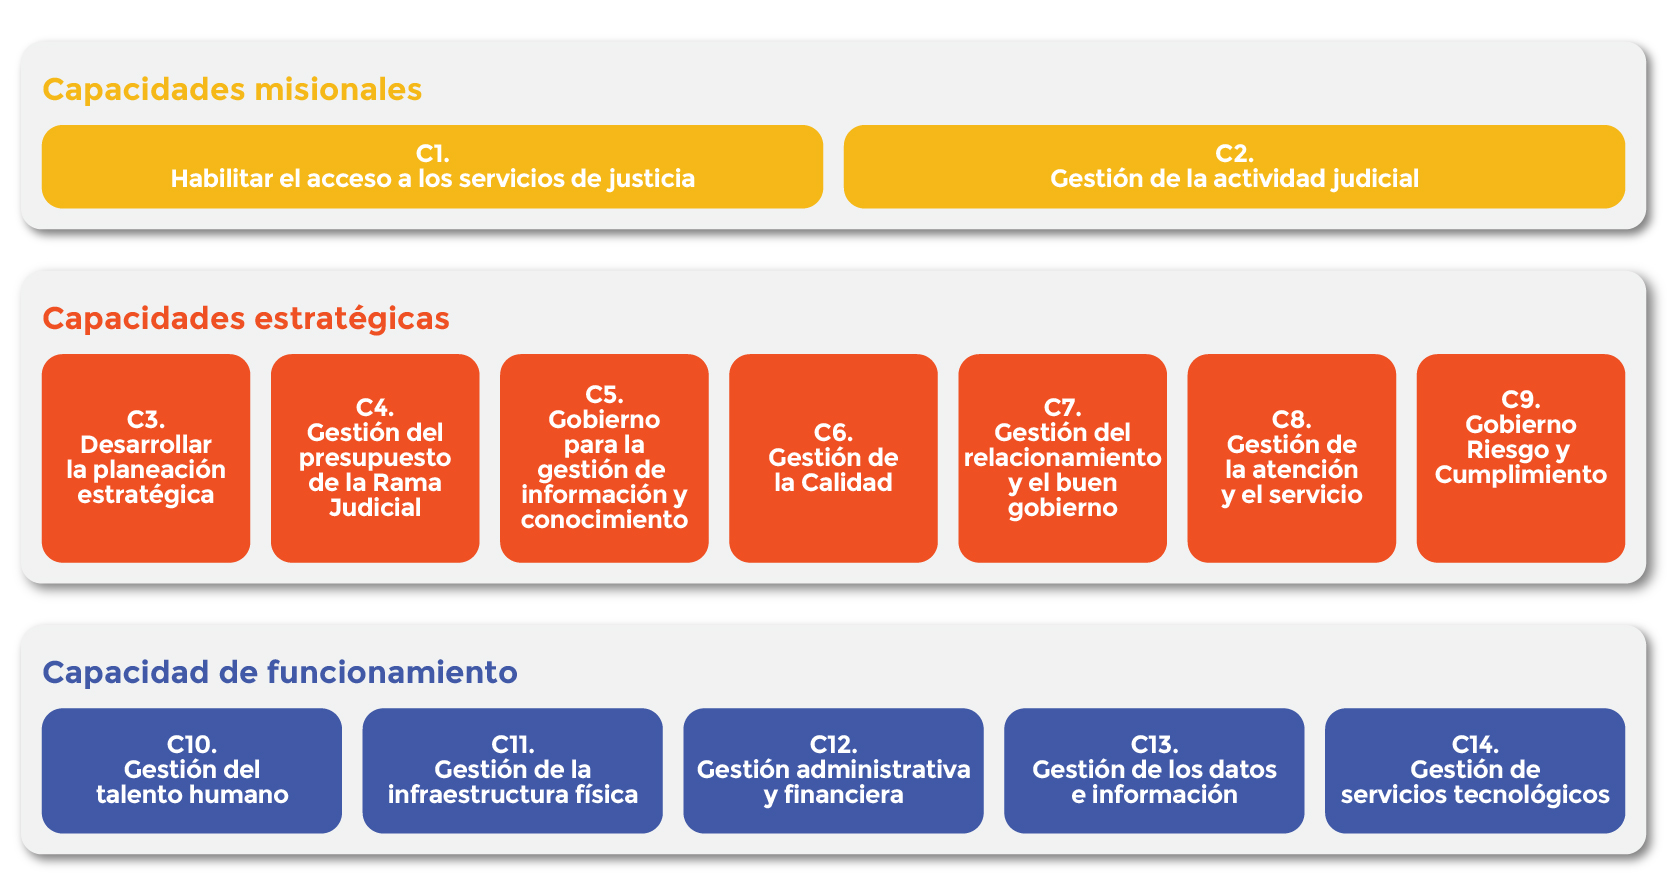 Capacidades misionales
C1.
Habilitar el acceso a los servicios de justicia
C2.
Gestión de la actividad judicial
Capacidades estratégicas
C3.
Desarrollar
la planeación
estratégica
C4.
Gestión del
presupuesto
de la Rama
Judicial
C5.
Gobierno
para la
gestión de
información y
conocimiento
C6.
Gestión de
la Calidad
C7.
Gestión del
relacionamiento
y el buen
gobierno
C8.
Gestión de
la atención
y el servicio
C9.
Gobierno
Riesgo y
Cumplimiento
Capacidad de funcionamiento
C10.
Gestión del
talento humano
C11.
Gestión de la
infraestructura física
C12.
Gestión administrativa
y financiera
C13.
Gestión de los datos
e información
C14.
Gestión de
servicios tecnológicos